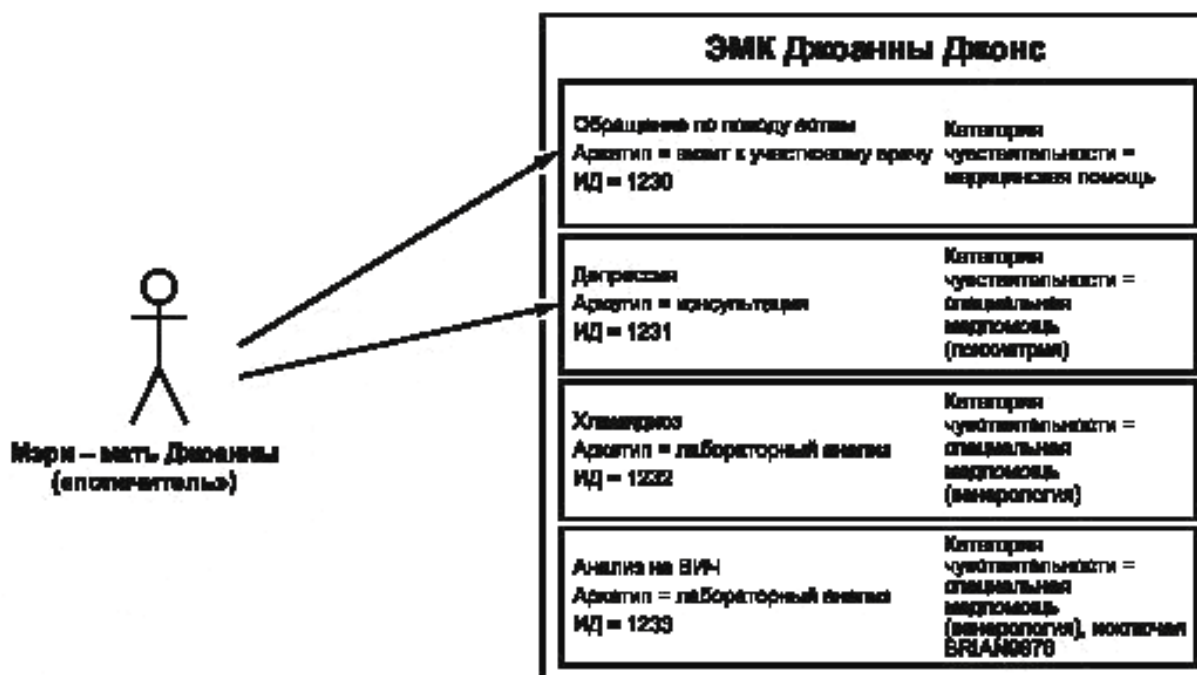 ЭМК Джоанны Джонс
Обращение по поводу астмы
Архетип = визит к участковому врачу
ИД = 1230
Категория
чувствительности =
медицинская помощь
Депрессия
Архетип = консультация
ИД = 1231
Категория
чувствительности =
специальная
медпомощь
(психиатрия)
Хламидиоз
Архетип = лабораторный анализ
ИД = 1232
Категория
чувствительности =
специальная
медпомощь
(венерология)
Анализ на ВИЧ
Архетип = лабораторный анализ
ИД = 1233
Категория
чувствительности =
специальная
медпомощь
(венерология), исключая
Мэри – мать Джоанны
(«попечитель»)